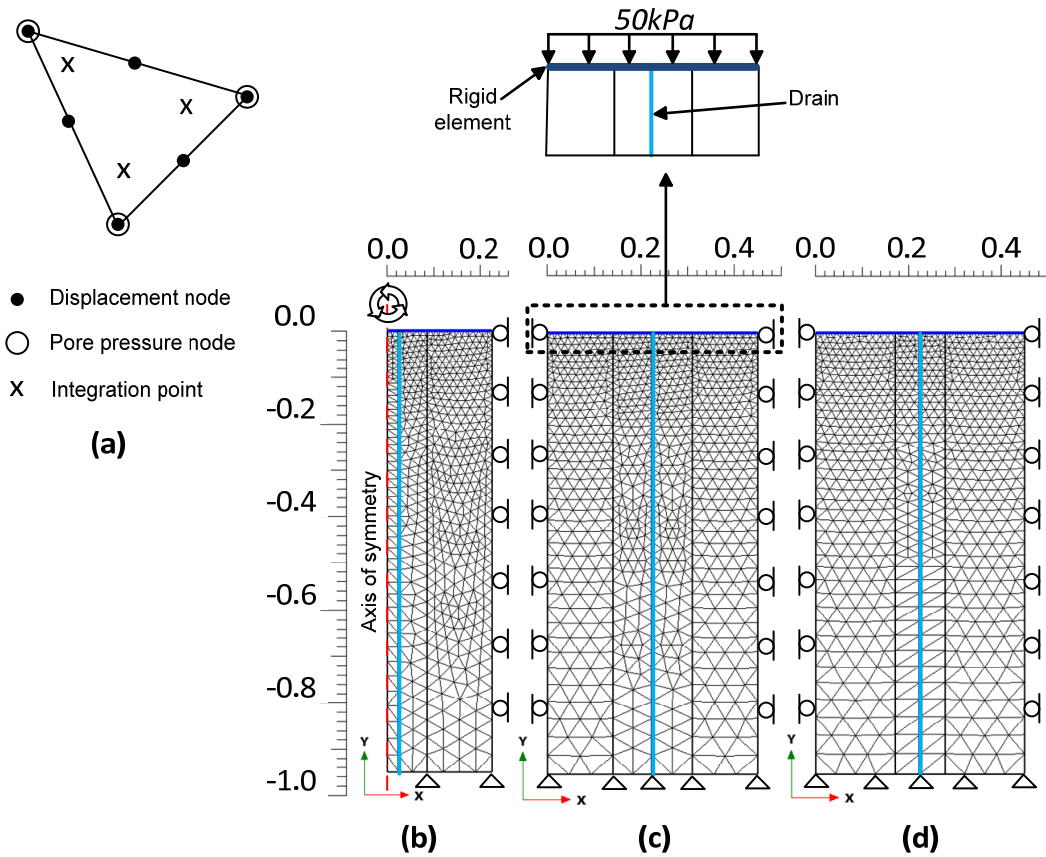 50kPa
Rigid
element
Drain
X
X
X
Displacement node
Pore pressure node
X Integration point
(a)
0.0 0.2
0.0 0.2 0.4
0.0 0.2 0.4
0.0
-0.2
-0.4
-0.6
-0.8
-1.0
Axis of symmetry
Y
X
Y
X
Y
X
(b)
(c)
(d)